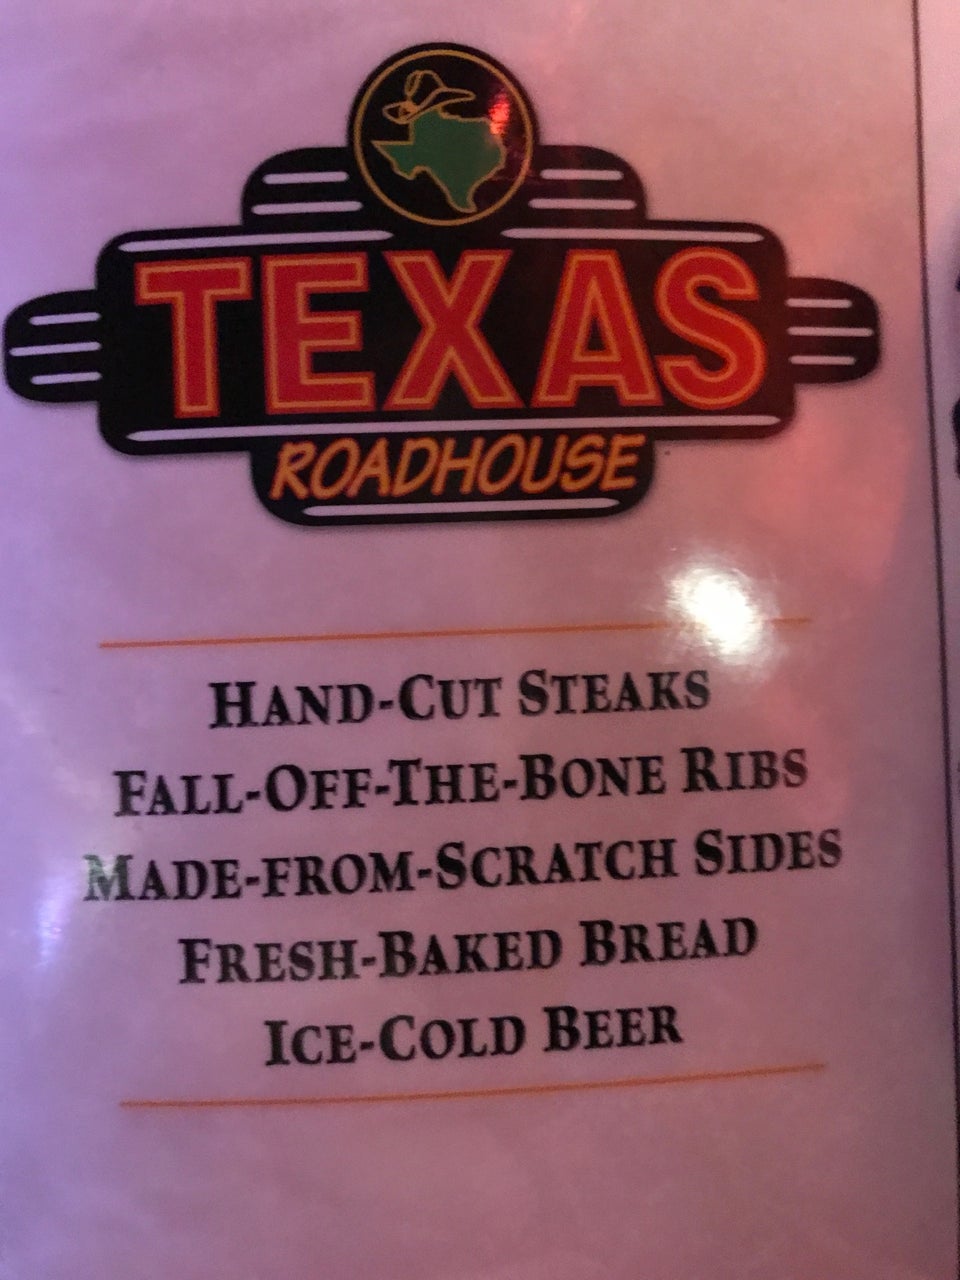 TEXAS
ROADHOUSE
HAND-CUT STEAKS
FALL-OFF-THE-BONE RIBS
MADE-FROM-SCRATCH SIDES
FRESH-BAKED BREAD
ICE-COLD BEER